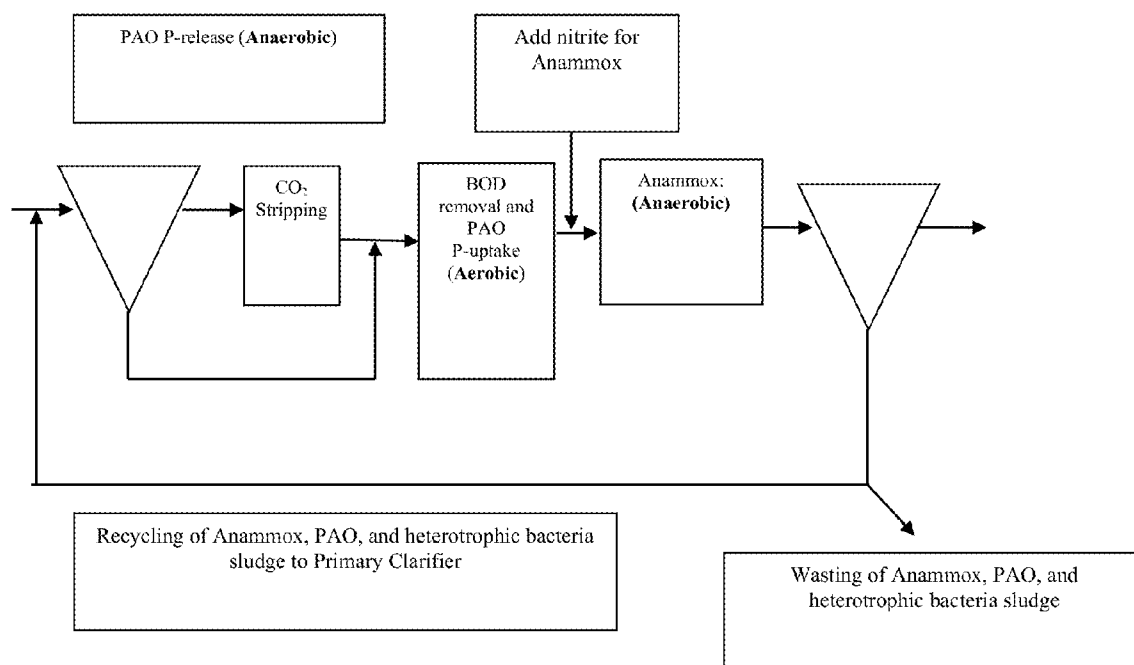 PAO P-release (Anaerobic)
Add nitrite for
Anammox
CO2
Stripping
BOD
removal and
PAO
P-uptake
(Aerobic)
Anammox:
(Anaerobic)
Recycling of Anammox, PAO, and heterotrophic bacteria
sludge to Primary Clarifier
Wasting of Anammox, PAO, and
heterotrophic bacteria sludge